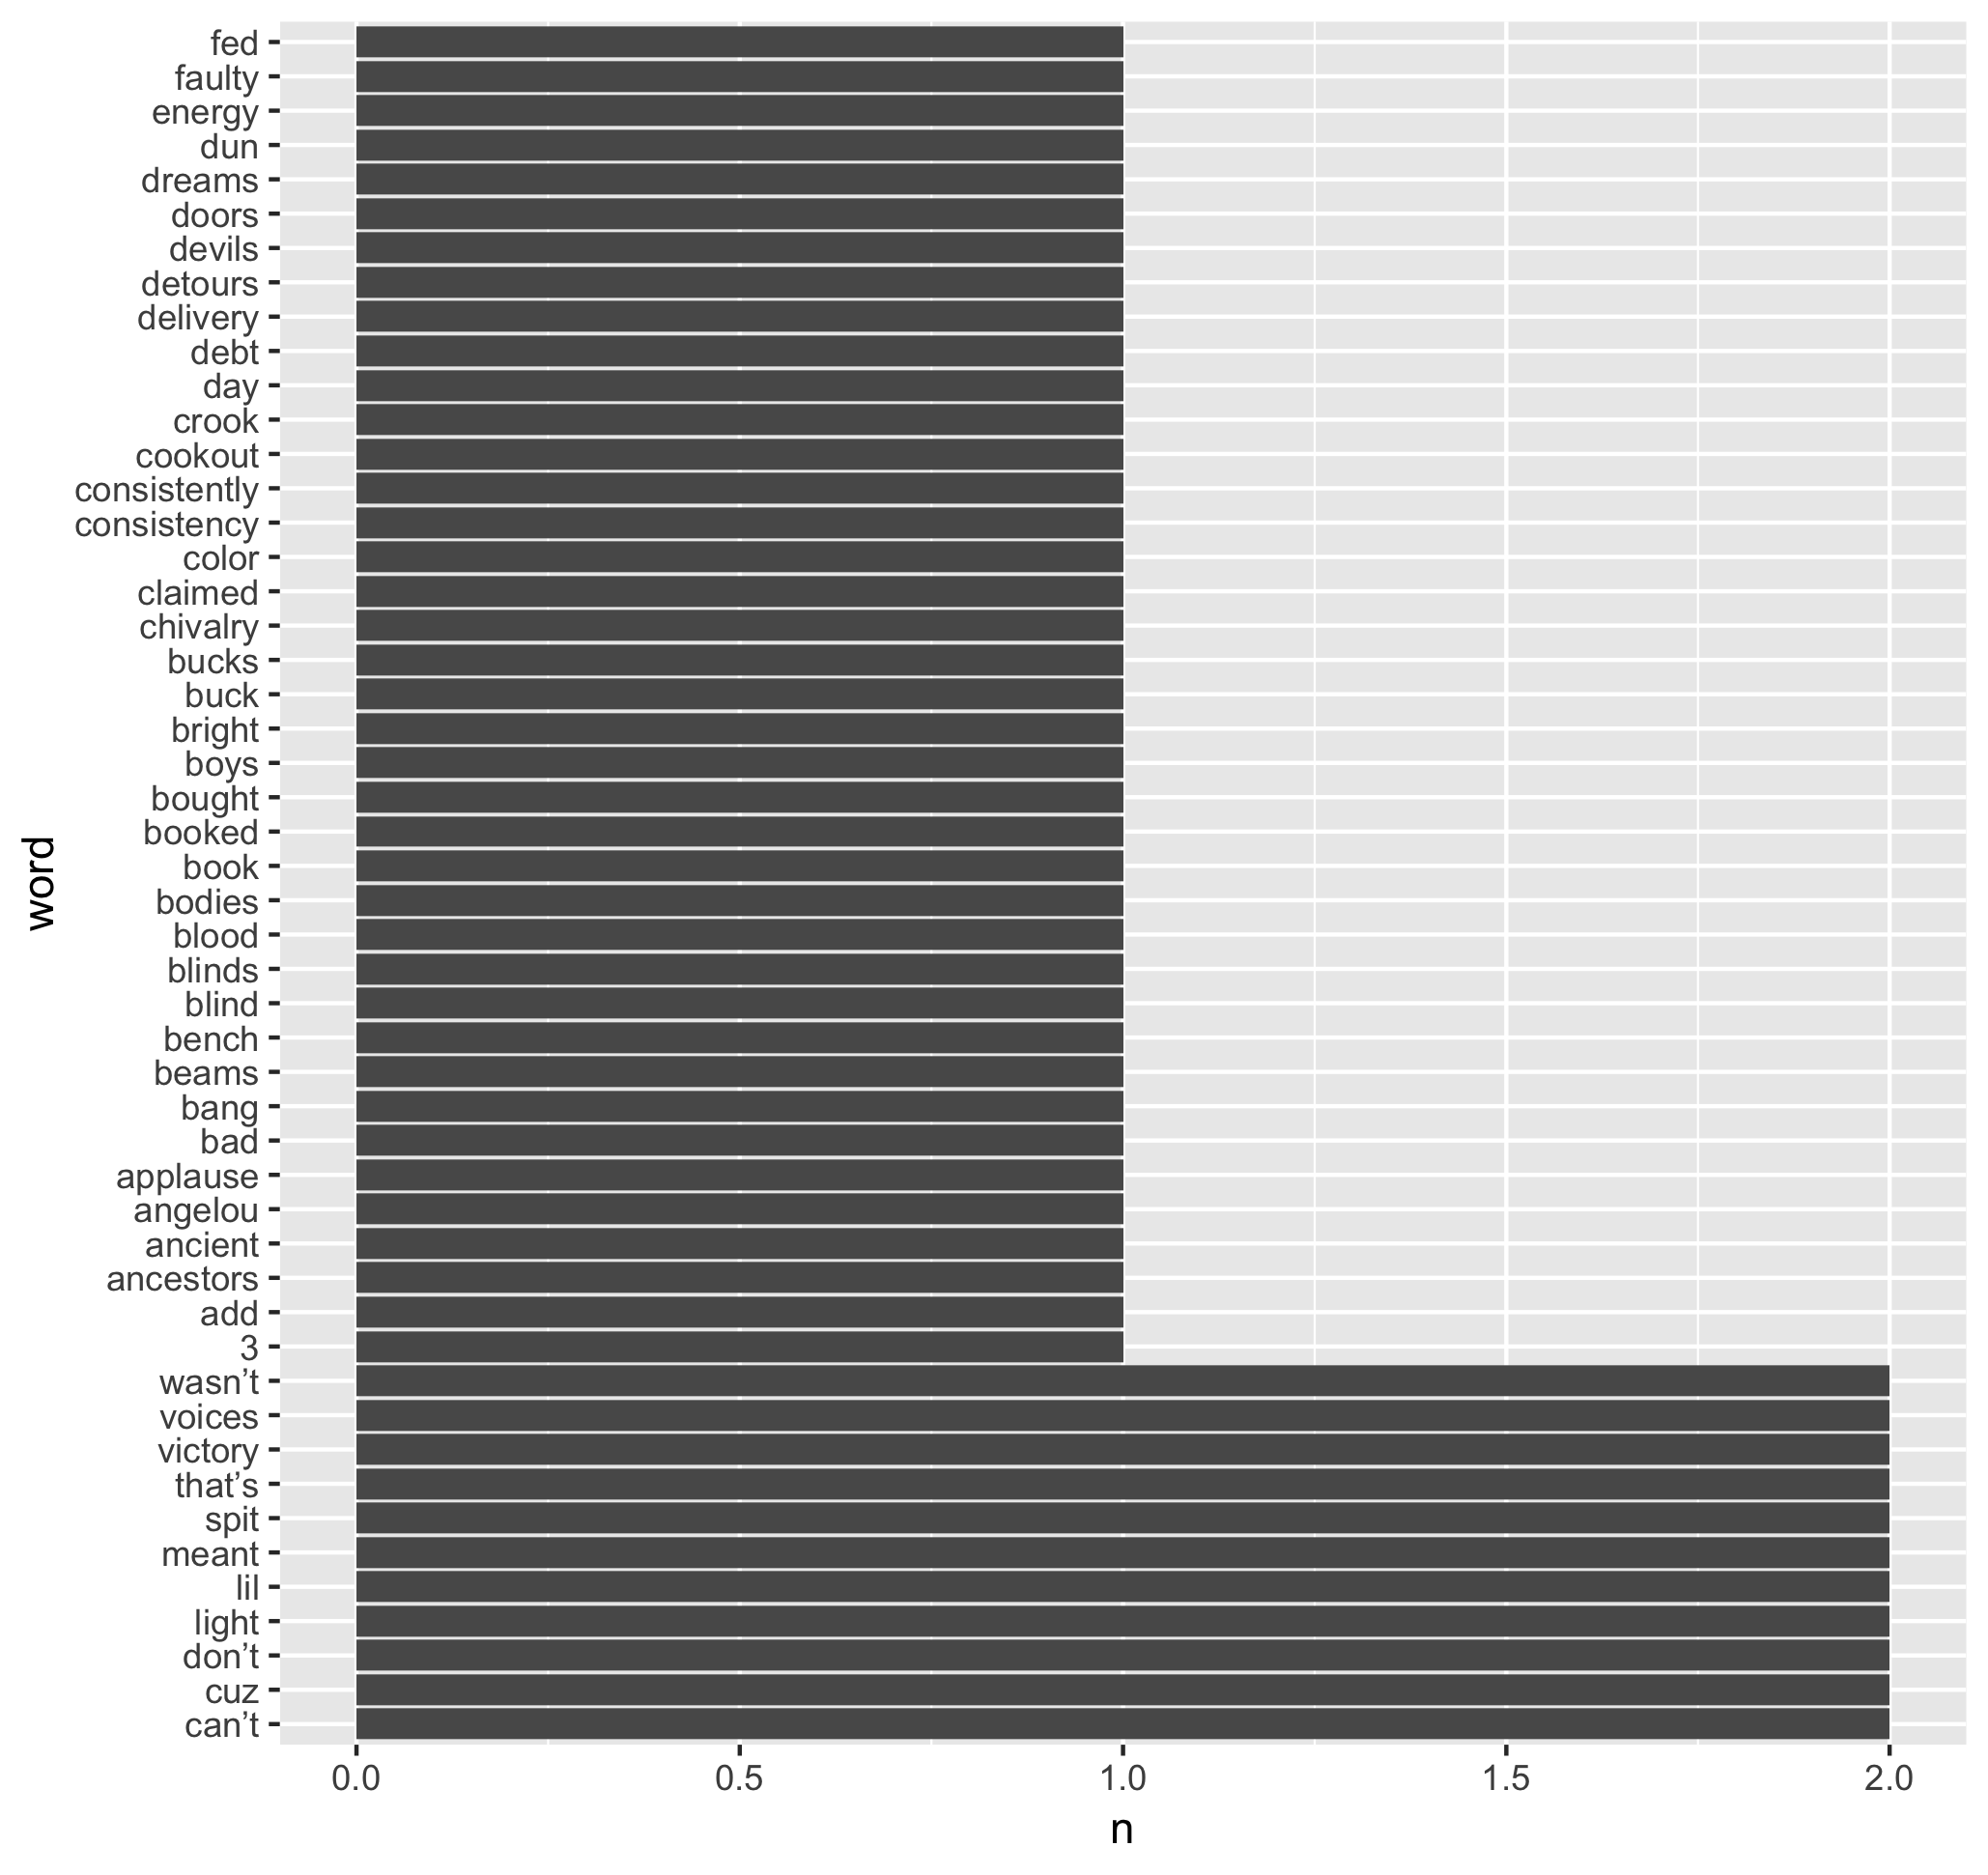 fed
faulty
energy
dun
dreams
doors
devils
detours
delivery
debt
day
crook
cookout
consistently
consistency
color
claimed
chivalry
bucks
buck
bright
boys
bought
booked
book
bodies
blood
blinds
blind
bench
beams
bang
bad
applause
angelou
ancient
ancestors
add
3
wasn’t
voices
victory
that’s
spit
meant
lil
light
don’t
cuz
can’t
word
0.0 0.5 1.0 1.5 2.0
n